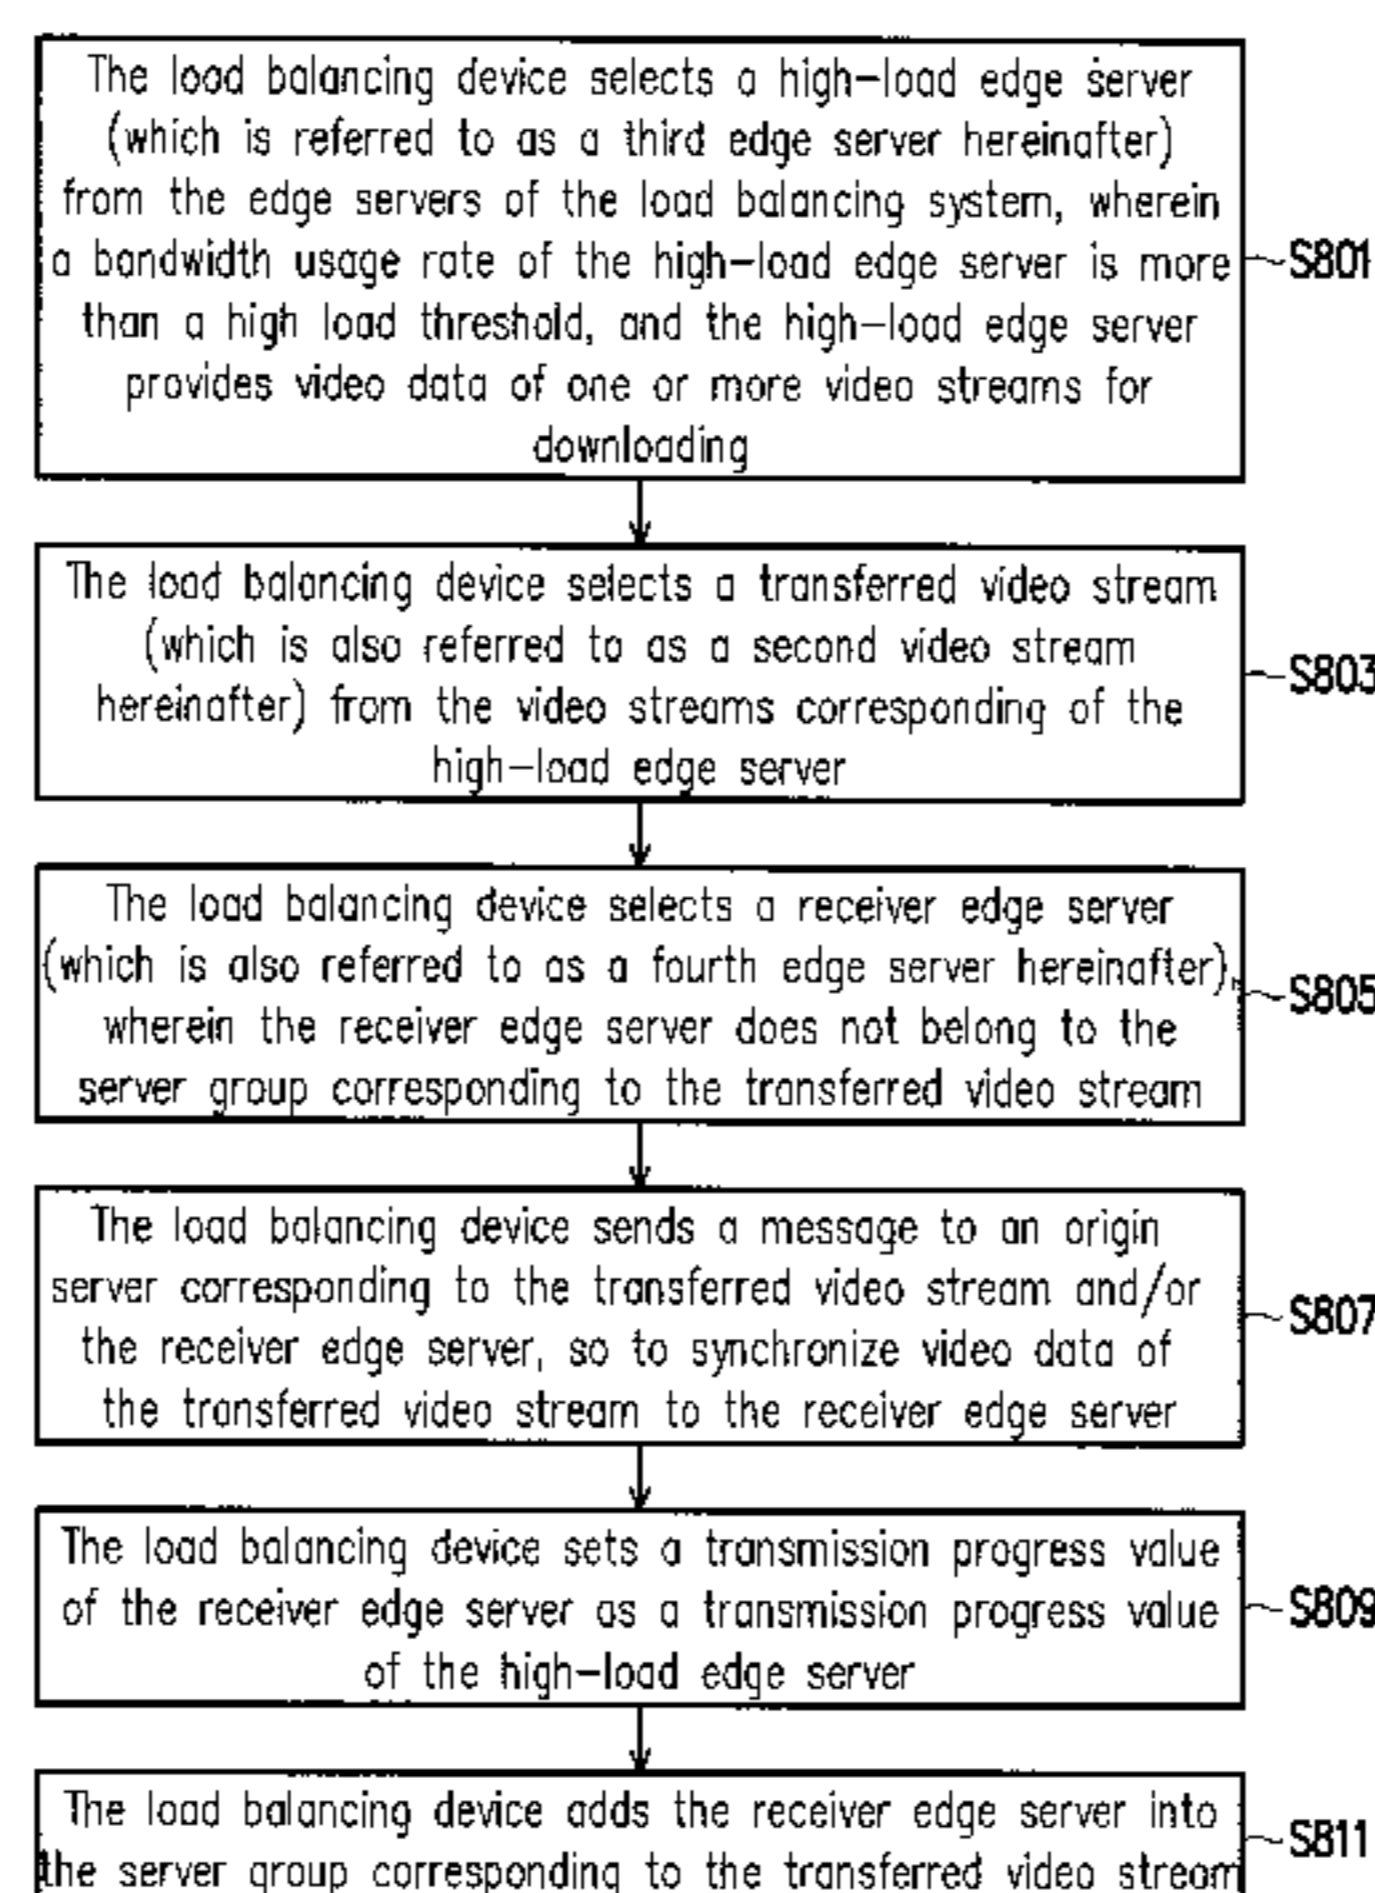 The load balancing device selects a high-load edge server
(which is referred to as a third edge server hereinafter)
from the edge servers of the load balancing system, wherein
a bandwidth usage rate of the high-load edge server is more
than a high load threshold, and the high-load edge server
provides video data of one or more video streams for
downloading
S801
The load balancing device selects a transferred video stream
(which is also referred to as a second video stream
hereinafter) from the video streams corresponding of the
high-load edge server
S803
The load balancing device selects a receiver edge server
(which is also referred to as a fourth edge server hereinafter),
wherein the receiver edge server does not belong to the
server group corresponding to the transferred video stream
S805
The load balancing device sends a message to an origin
server corresponding to the transferred video stream and/or
the receiver edge server, so to synchronize video data of
the transferred video stream to the receiver edge server
S807
The load balancing device sets a transmission progress value
of the receiver edge server as a transmission progress value
of the high-load edge server
S809
The load balancing device adds the receiver edge server into
the server group corresponding to the transferred video stream
S811